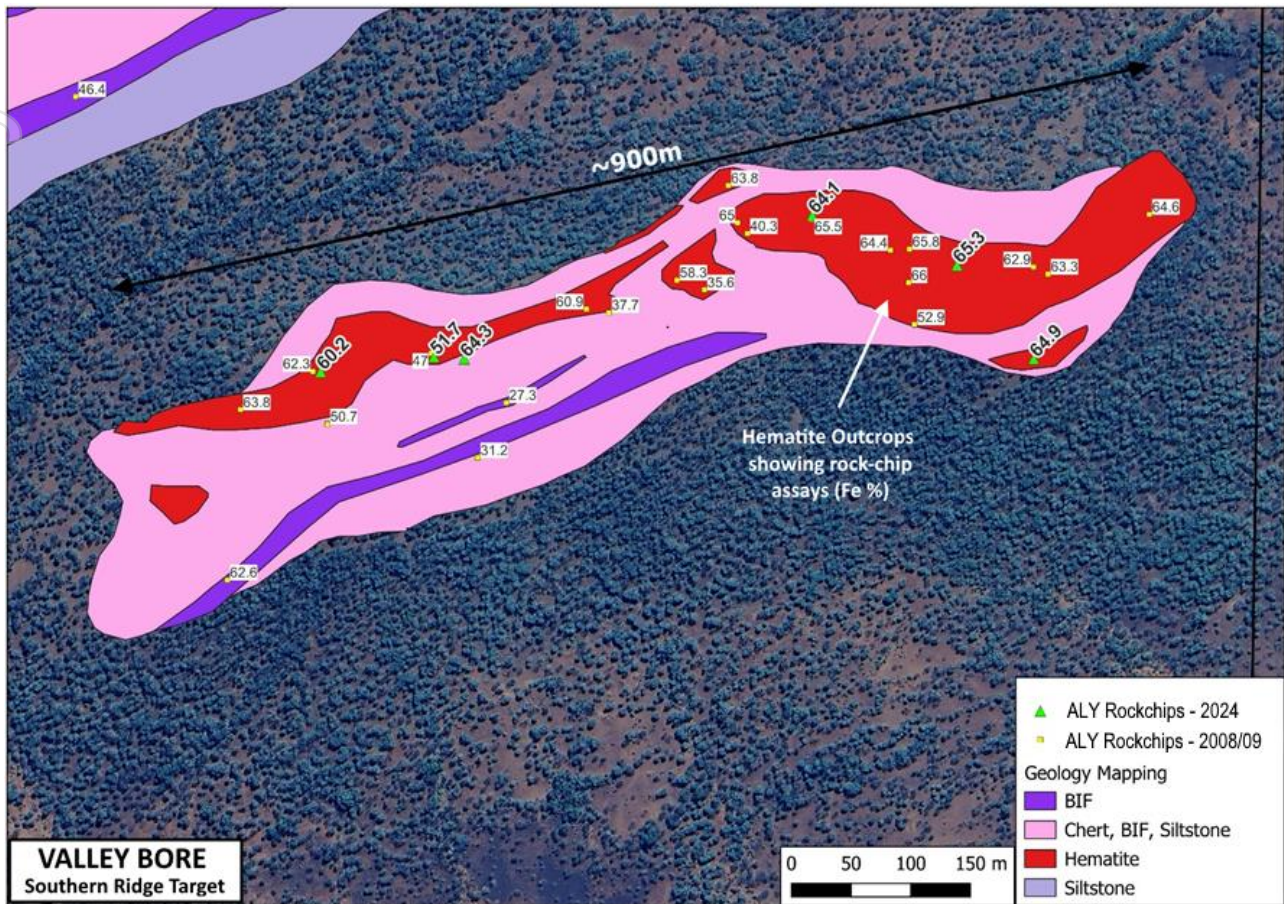 46.4
~900m
63.8
64.1
65
65.5
40.3
64.6
64.4
65.8
65.3
62.9
63.3
58.3
35.6
66
60.9
37.7
52.9
51.7
47
64.3
64.9
62.3
60.2
63.8
50.7
27.3
31.2
62.6
Hematite Outcrops
showing rock-chip
assays (Fe %)
VALLEY BORE
Southern Ridge Target
0 50 100 150 m
ALY Rockchips - 2024
ALY Rockchips - 2008/09
Geology Mapping
BIF
Chert, BIF, Siltstone
Hematite
Siltstone